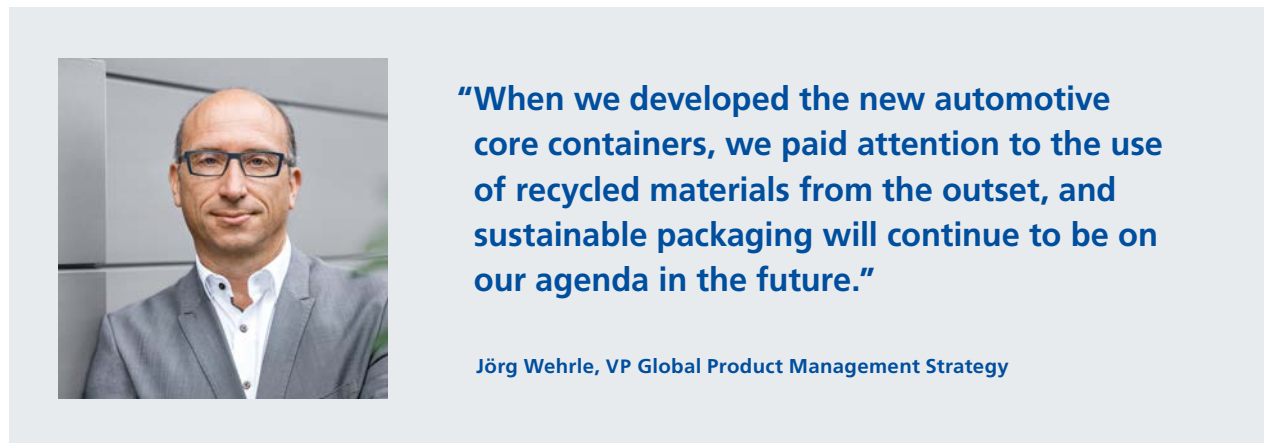 “When we developed the new automotive
core containers, we paid attention to the use
of recycled materials from the outset, and
sustainable packaging will continue to be on
our agenda in the future.”
Jörg Wehrle, VP Global Product Management Strategy